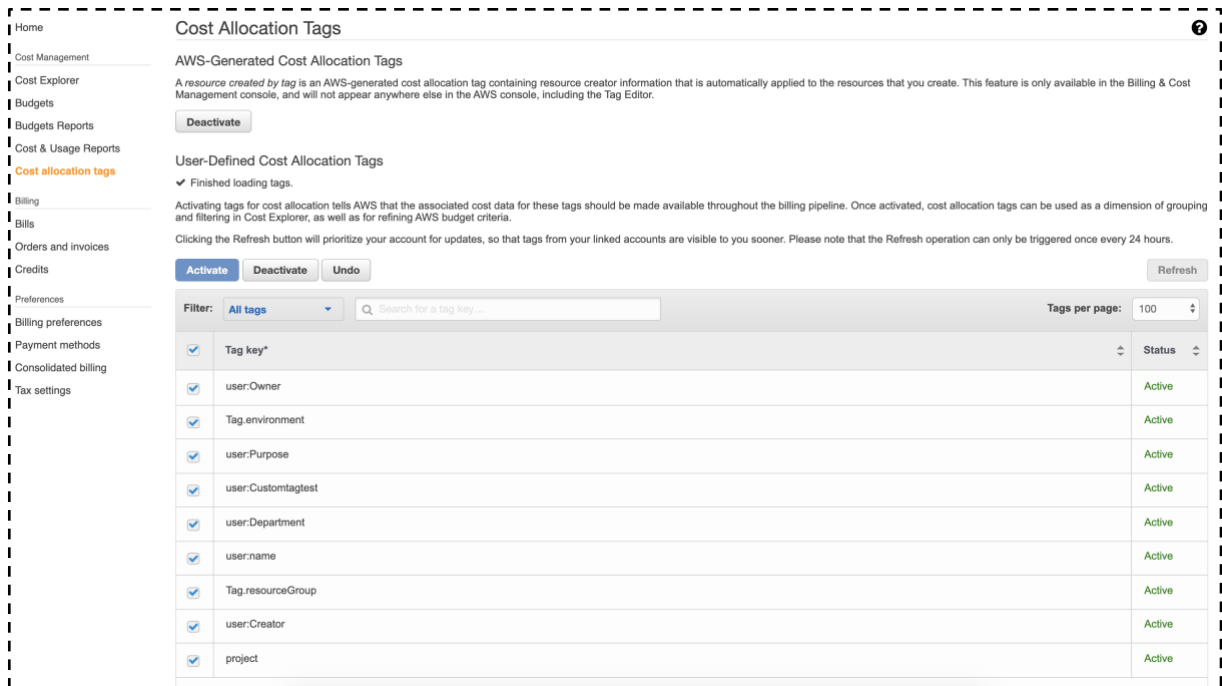 Home
Cost Management
Cost Explorer
Budgets
Budgets Reports
Cost & Usage Reports
Cost allocation tags
Billing
Bills
Orders and invoices
Credits
Preferences
Billing preferences
Payment methods
Consolidated billing
Tax settings
Cost Allocation Tags
?
AWS-Generated Cost Allocation Tags
A resource created by tag is an AWS-generated cost allocation tag containing resource creator information that is automatically applied to the resources that you create. This feature is only available in the Billing & Cost
Management console, and will not appear anywhere else in the AWS console, including the Tag Editor.
Deactivate
User-Defined Cost Allocation Tags
Finished loading tags.
Activating tags for cost allocation tells AWS that the associated cost data for these tags should be made available throughout the billing pipeline. Once activated, cost allocation tags can be used as a dimension of grouping
and filtering in Cost Explorer, as well as for refining AWS budget criteria.
Clicking the Refresh button will prioritize your account for updates, so that tags from your linked accounts are visible to you sooner. Please note that the Refresh operation can only be triggered once every 24 hours.
Activate Deactivate Undo Refresh
Filter: All tags Search for a tag key... Tags per page: 100
Tag key* Status
user:Owner Active
Tag.environment Active
user:Purpose Active
user:Customtagtest Active
user:Department Active
user:name Active
Tag.resourceGroup Active
user:Creator Active
project Active